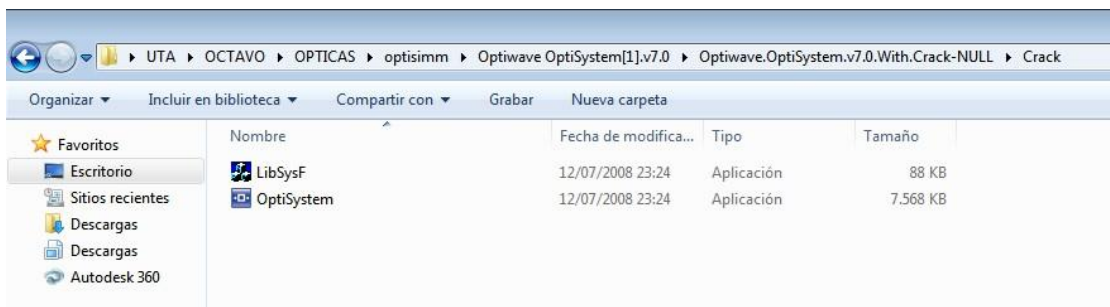 UTA ▸ OCTAVO ▸ OPTICAS ▸ optisimm ▸ Optiwave OptiSystem[1].v7.0 ▸ Optiwave.OptiSystem.v7.0.With.Crack-NULL ▸ Crack
Organizar Incluir en biblioteca Compartir con Grabar Nueva carpeta
Favoritos
Escritorio
Sitios recientes
Descargas
Descargas
Autodesk 360
Nombre Fecha de modifica... Tipo Tamaño
LibSysF 12/07/2008 23:24 Aplicación 88 KB
OptiSystem 12/07/2008 23:24 Aplicación 7.568 KB